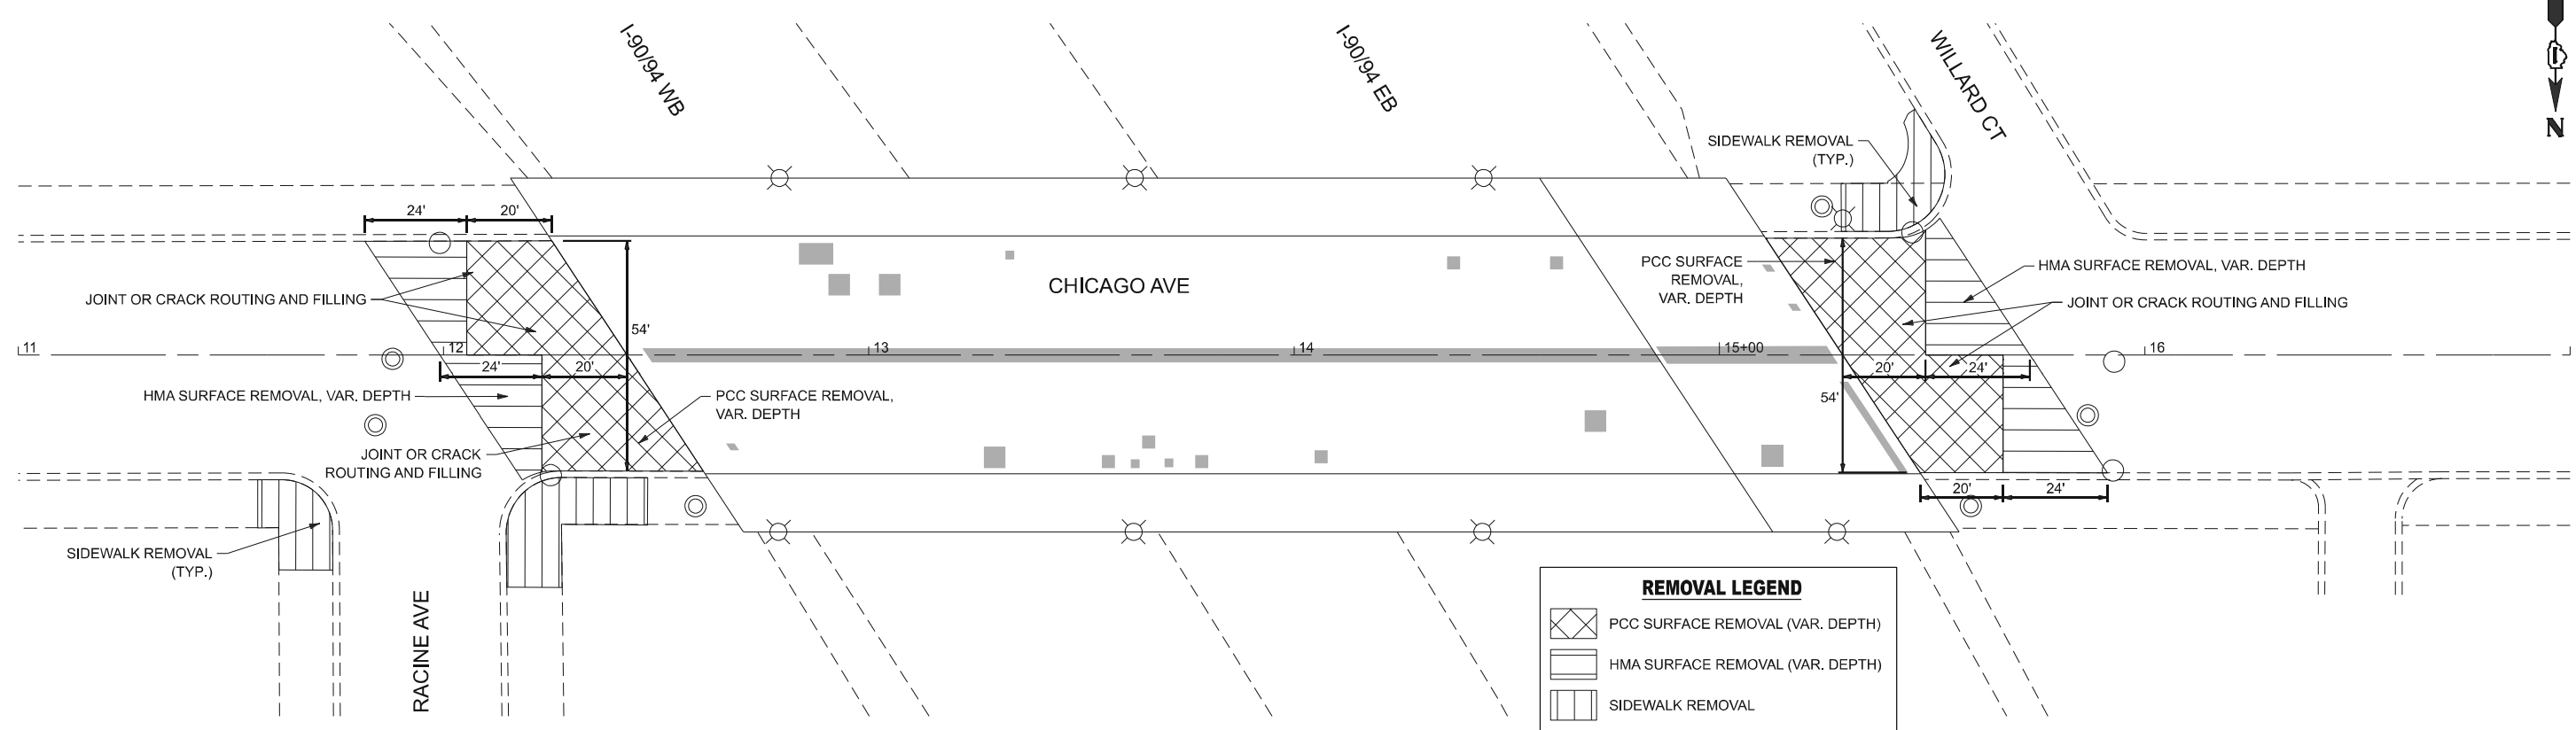 I-90/94 WB
I-90/94 EB
WILLARD CT
N
SIDEWALK REMOVAL
(TYP.)
24'
20'
CHICAGO AVE
PCC SURFACE
REMOVAL,
VAR. DEPTH
HMA SURFACE REMOVAL, VAR. DEPTH
JOINT OR CRACK ROUTING AND FILLING
JOINT OR CRACK ROUTING AND FILLING
54'
11
12
13
14
15+00
16
24'
20'
20'
24'
HMA SURFACE REMOVAL, VAR. DEPTH
PCC SURFACE REMOVAL,
VAR. DEPTH
54'
JOINT OR CRACK
ROUTING AND FILLING
20'
24'
SIDEWALK REMOVAL
(TYP.)
RACINE AVE
REMOVAL LEGEND
PCC SURFACE REMOVAL (VAR. DEPTH)
HMA SURFACE REMOVAL (VAR. DEPTH)
SIDEWALK REMOVAL